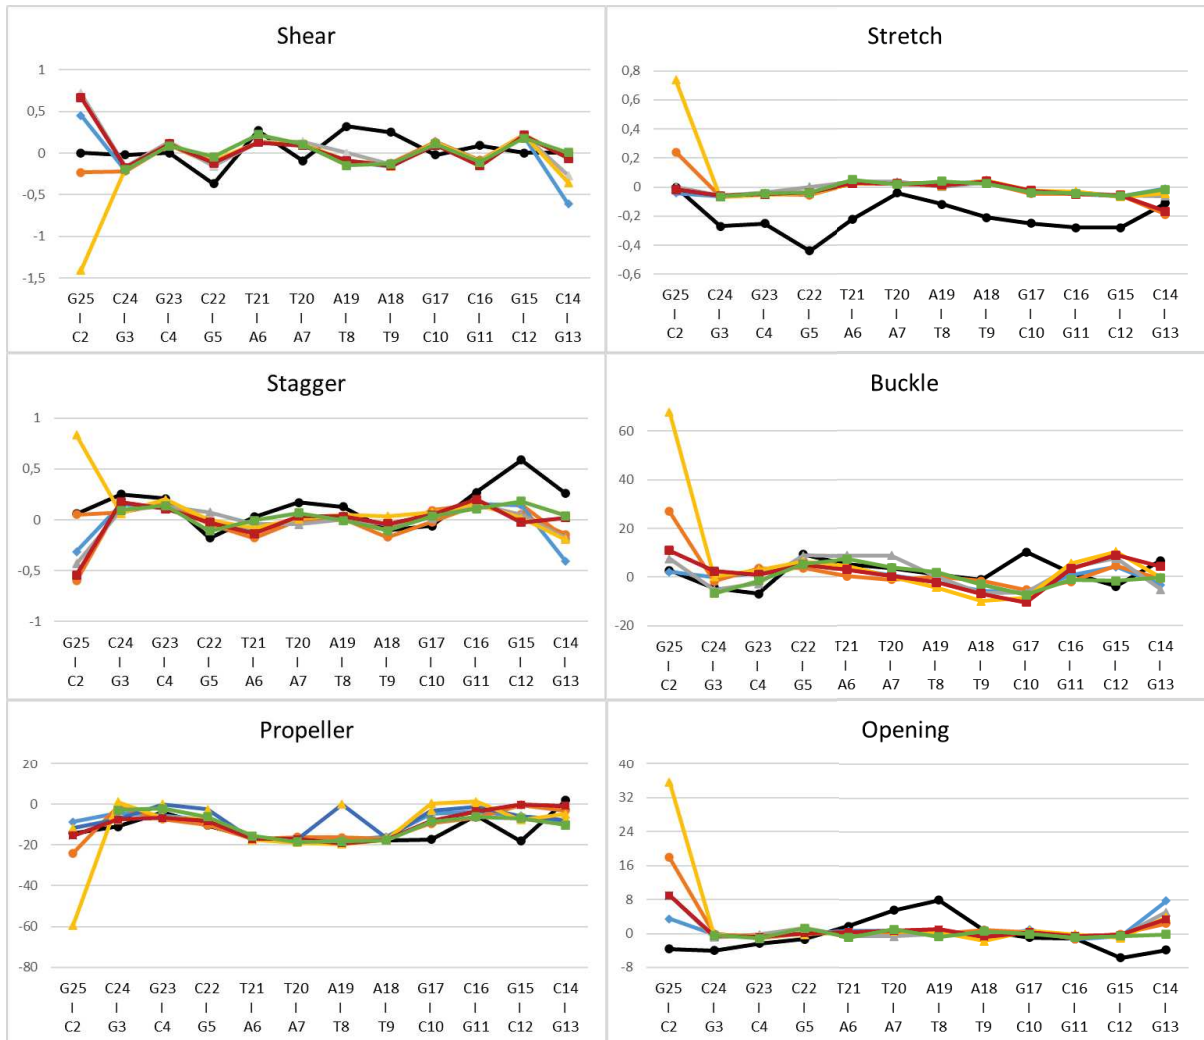 Shear
1
0,5
0
-0,5
-1
-1,5
G25 C24 G23 C22 T21 T20 A19 A18 G17 C16 G15 C14
| | | | | | | | | | | |
C2 G3 C4 G5 A6 A7 T8 T9 C10 G11 C12 G13
Stretch
0,8
0,6
0,4
0,2
0
-0,2
-0,4
-0,6
G25 C24 G23 C22 T21 T20 A19 A18 G17 C16 G15 C14
| | | | | | | | | | | |
C2 G3 C4 G5 A6 A7 T8 T9 C10 G11 C12 G13
Stagger
1
0,5
0
-0,5
-1
G25 C24 G23 C22 T21 T20 A19 A18 G17 C16 G15 C14
| | | | | | | | | | | |
C2 G3 C4 G5 A6 A7 T8 T9 C10 G11 C12 G13
Buckle
60
40
20
0
-20
G25 C24 G23 C22 T21 T20 A19 A18 G17 C16 G15 C14
| | | | | | | | | | | |
C2 G3 C4 G5 A6 A7 T8 T9 C10 G11 C12 G13
Propeller
20
0
-20
-40
-60
-80
G25 C24 G23 C22 T21 T20 A19 A18 G17 C16 G15 C14
| | | | | | | | | | | |
C2 G3 C4 G5 A6 A7 T8 T9 C10 G11 C12 G13
Opening
40
32
24
16
8
0
-8
G25 C24 G23 C22 T21 T20 A19 A18 G17 C16 G15 C14
| | | | | | | | | | | |
C2 G3 C4 G5 A6 A7 T8 T9 C10 G11 C12 G13